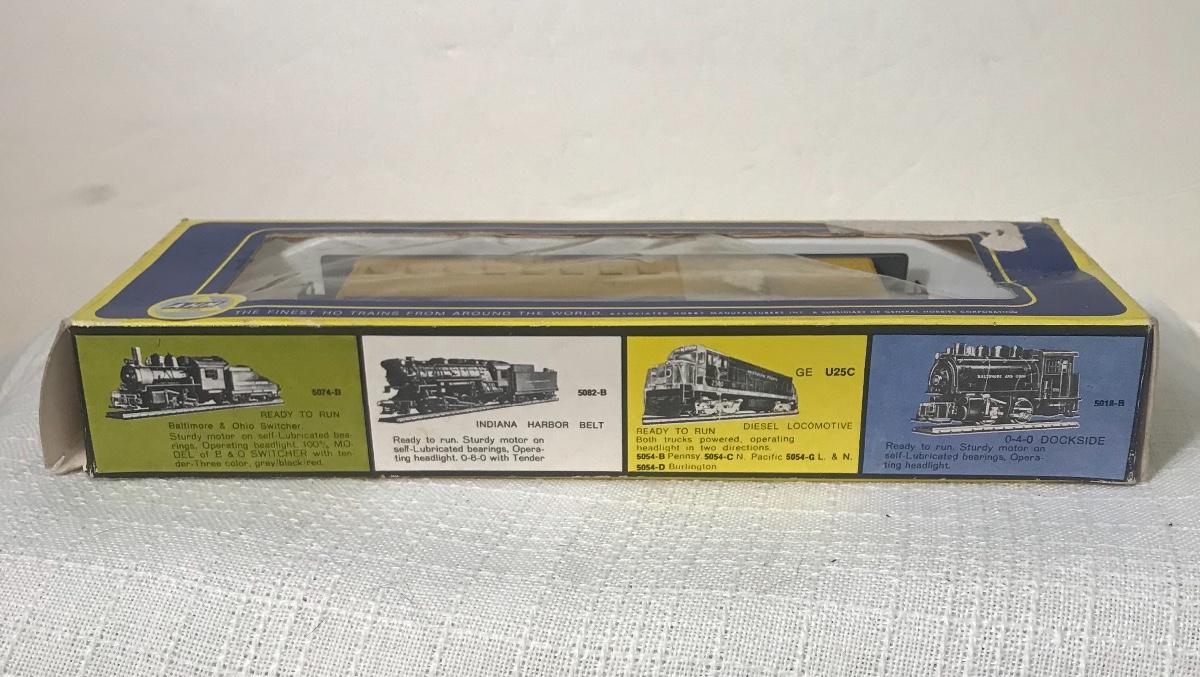 AHM
THE FINEST HO TRAINS FROM AROUND THE WORLD. ASSOCIATED HOBBY MANUFACTURERS INC. A SUBSIDIARY OF GENERAL HOBBIES CORPORATION
5074-B
READY TO RUN
Baltimore & Ohio Switcher.
Sturdy motor on self-Lubricated bea-
rings, Operating headlight. 100% MO-
DEL of B & O SWITCHER with ten-
der-Three color, gray/black/red.
5082-B
INDIANA HARBOR BELT
Ready to run. Sturdy motor on
self-Lubricated bearings, Opera-
ting headlight. 0-8-0 with Tender
GE U25C
DIESEL LOCOMOTIVE
READY TO RUN
Both trucks powered, operating
headlight in two directions.
5054-B Pennsy 5054-C N. Pacific 5054-G L. & N.
5054-D Burlington
BALTIMORE AND OHIO
5018-B
0-4-0 DOCKSIDE
Ready to run. Sturdy motor on
self-Lubricated bearings, Opera-
ting headlight.